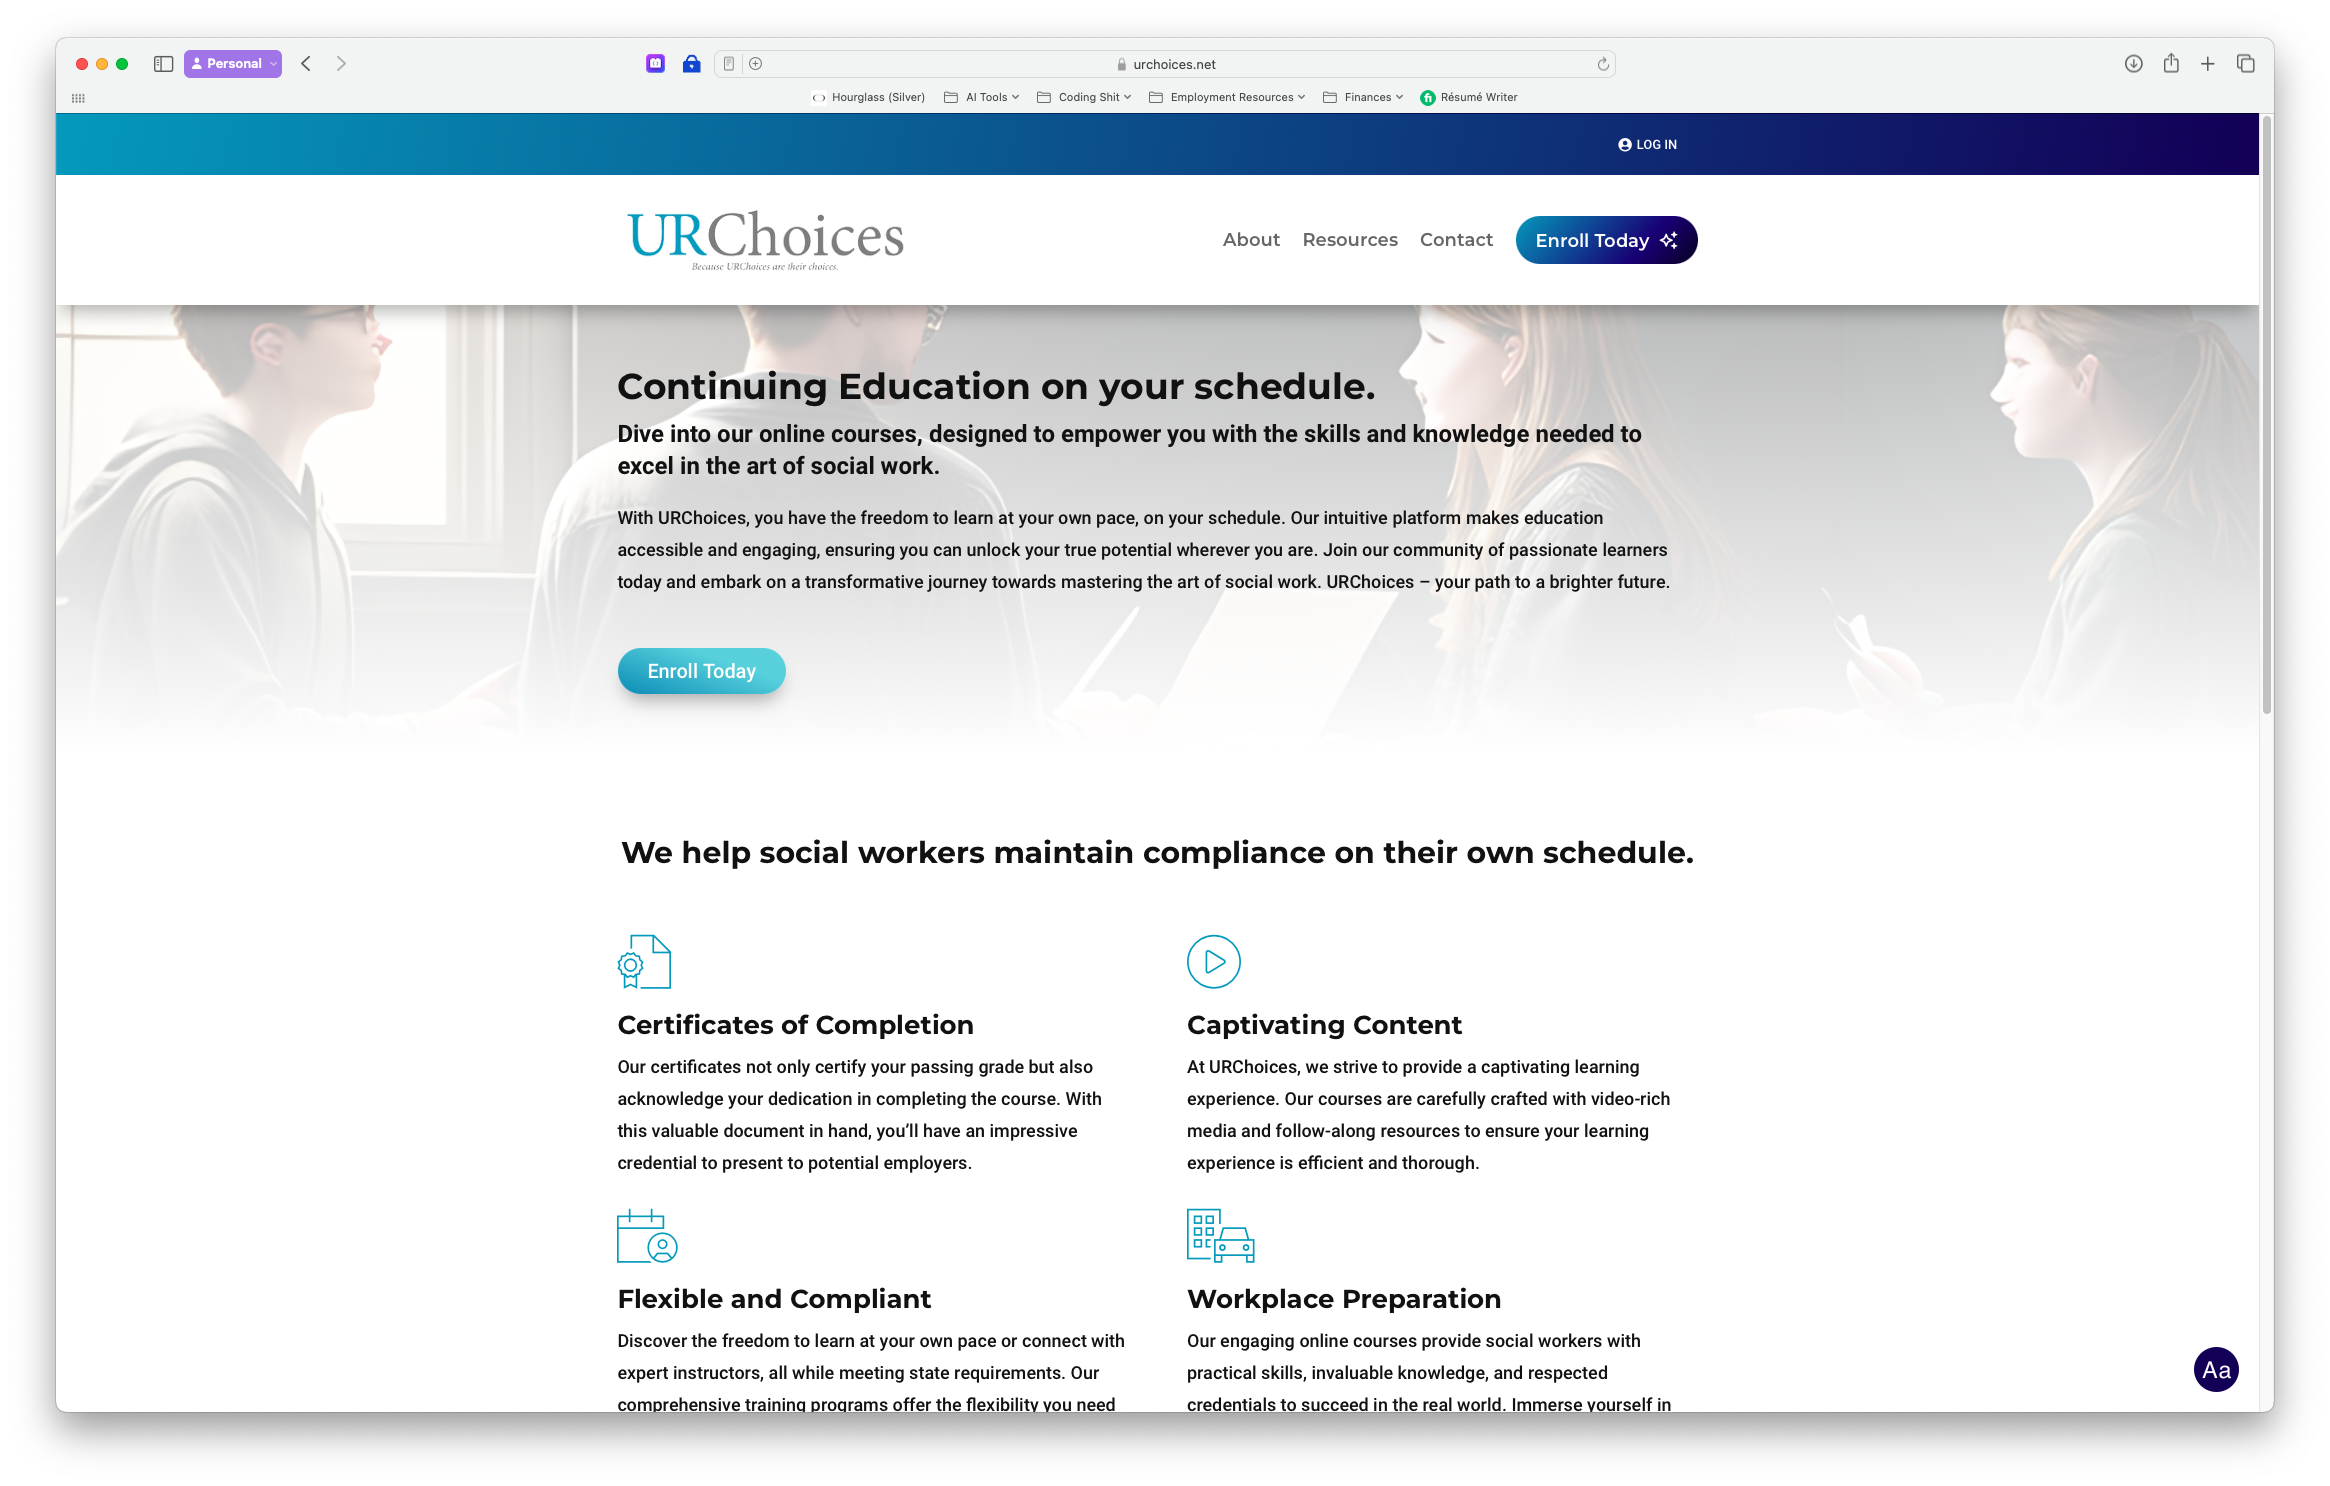 Personal
urchoices.net
Hourglass (Silver) AI Tools Coding Shit Employment Resources Finances Résumé Writer
LOG IN
URChoices
Because URChoices are their choices.
About Resources Contact Enroll Today
Continuing Education on your schedule.
Dive into our online courses, designed to empower you with the skills and knowledge needed to
excel in the art of social work.
With URChoices, you have the freedom to learn at your own pace, on your schedule. Our intuitive platform makes education
accessible and engaging, ensuring you can unlock your true potential wherever you are. Join our community of passionate learners
today and embark on a transformative journey towards mastering the art of social work. URChoices – your path to a brighter future.
Enroll Today
We help social workers maintain compliance on their own schedule.
Certificates of Completion
Our certificates not only certify your passing grade but also
acknowledge your dedication in completing the course. With
this valuable document in hand, you’ll have an impressive
credential to present to potential employers.
Captivating Content
At URChoices, we strive to provide a captivating learning
experience. Our courses are carefully crafted with video-rich
media and follow-along resources to ensure your learning
experience is efficient and thorough.
Flexible and Compliant
Discover the freedom to learn at your own pace or connect with
expert instructors, all while meeting state requirements. Our
comprehensive training programs offer the flexibility you need
Workplace Preparation
Our engaging online courses provide social workers with
practical skills, invaluable knowledge, and respected
credentials to succeed in the real world. Immerse yourself in
Aa